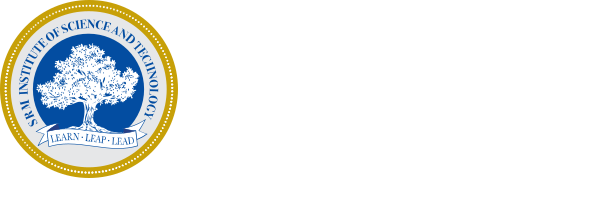 SRM INSTITUTE OF SCIENCE AND TECHNOLOGY
LEARN · LEAP · LEAD